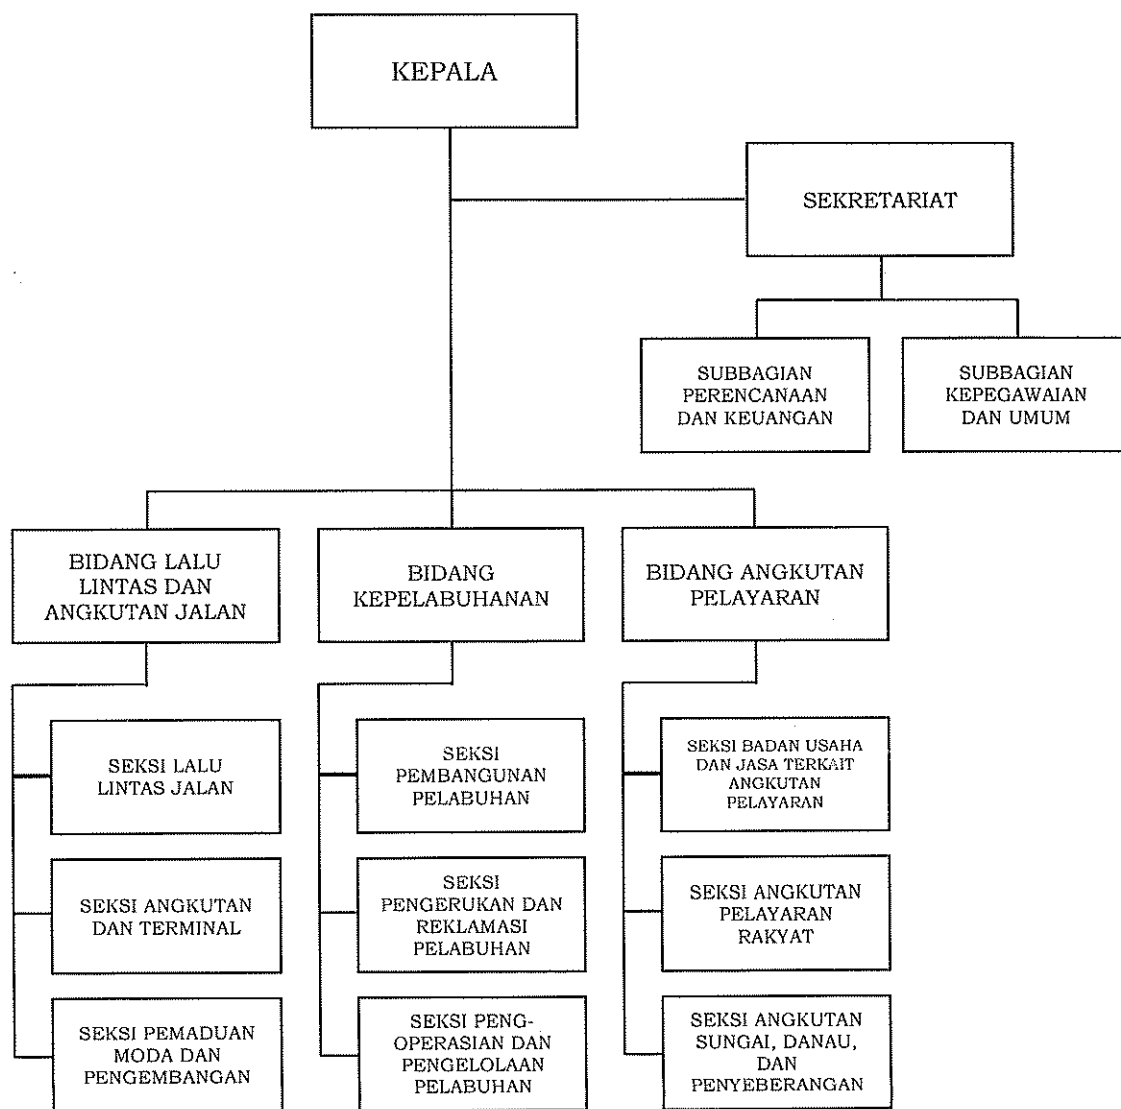 KEPALA
SEKRETARIAT
SUBBAGIAN
PERENCANAAN
DAN KEUANGAN
SUBBAGIAN
KEPEGAWAIAN
DAN UMUM
BIDANG LALU
LINTAS DAN
ANGKUTAN JALAN
BIDANG
KEPELABUHANAN
BIDANG ANGKUTAN
PELAYARAN
SEKSI LALU
LINTAS JALAN
SEKSI ANGKUTAN
DAN TERMINAL
SEKSI PEMADUAN
MODA DAN
PENGEMBANGAN
SEKSI
PEMBANGUNAN
PELABUHAN
SEKSI
PENGERUKAN DAN
REKLAMASI
PELABUHAN
SEKSI PENG-
OPERASIAN DAN
PENGELOLAAN
PELABUHAN
SEKSI BADAN USAHA
DAN JASA TERKAIT
ANGKUTAN
PELAYARAN
SEKSI ANGKUTAN
PELAYARAN
RAKYAT
SEKSI ANGKUTAN
SUNGAI, DANAU,
DAN
PENYEBERANGAN